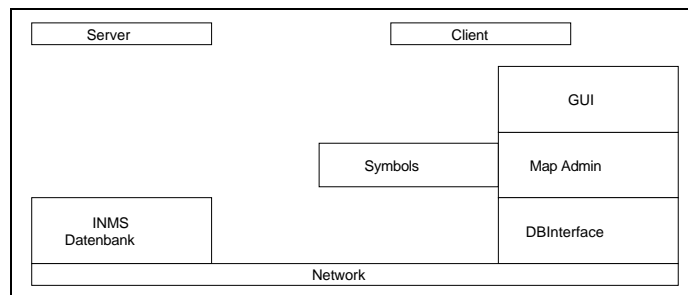 Server
Client
GUI
Symbols
Map Admin
INMS
Datenbank
DBInterface
Network